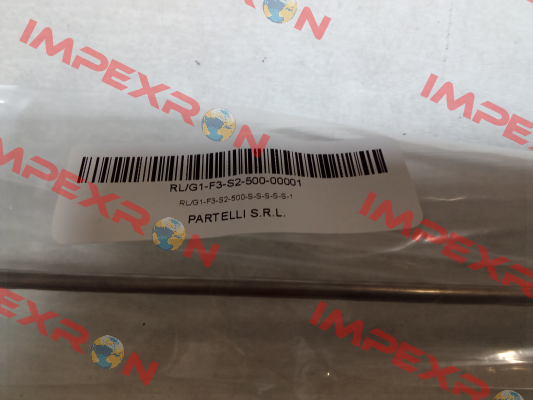 IMPEXRON
IMPEXRON
IMPEXRON
RL/G1-F3-S2-500-00001
RL/G1-F3-S2-500-S-S-S-S-S-1
PARTELLI S.R.L.
IMPEXRON
IMPEXRON
IMPEXRON